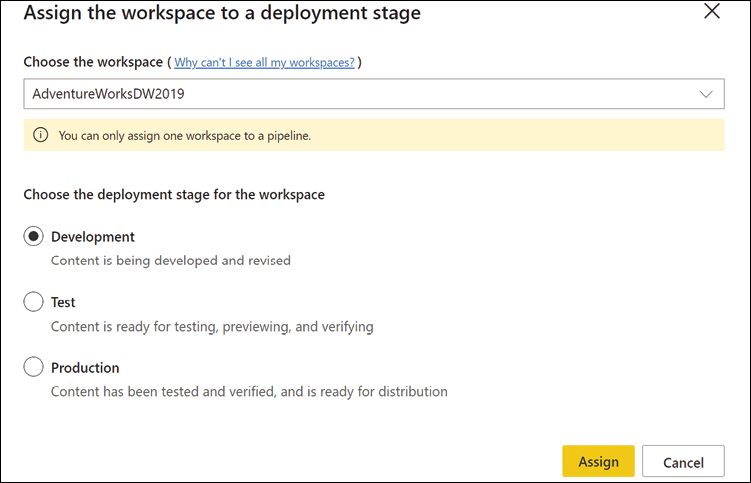 Assign the workspace to a deployment stage
Choose the workspace ( Why can't I see all my workspaces? )
AdventureWorksDW2019
You can only assign one workspace to a pipeline.
Choose the deployment stage for the workspace
Development
Content is being developed and revised
Test
Content is ready for testing, previewing, and verifying
Production
Content has been tested and verified, and is ready for distribution
Assign Cancel